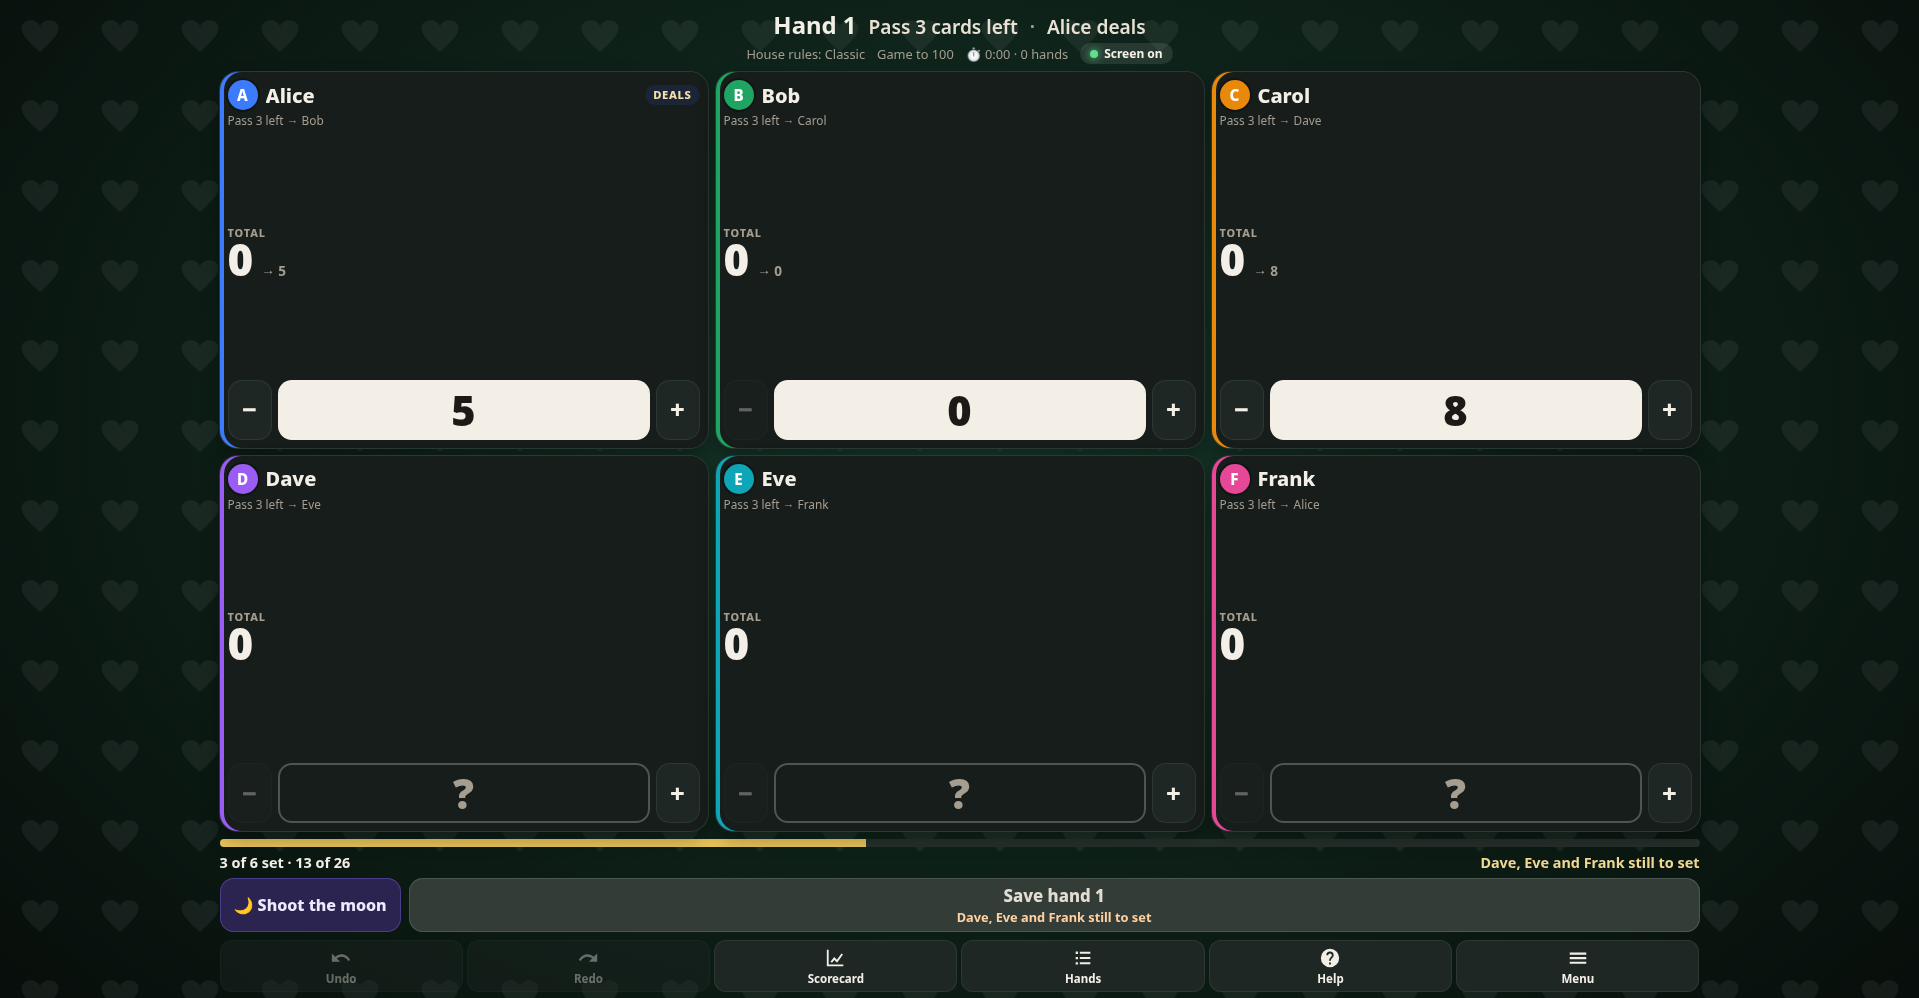 Hand 1 Pass 3 cards left · Alice deals
House rules: Classic Game to 100 ⏱ 0:00 · 0 hands Screen on
A Alice DEALS
Pass 3 left → Bob
TOTAL
0 → 5
− 5 +
B Bob
Pass 3 left → Carol
TOTAL
0 → 0
− 0 +
C Carol
Pass 3 left → Dave
TOTAL
0 → 8
− 8 +
D Dave
Pass 3 left → Eve
TOTAL
0
− ? +
E Eve
Pass 3 left → Frank
TOTAL
0
− ? +
F Frank
Pass 3 left → Alice
TOTAL
0
− ? +
3 of 6 set · 13 of 26
Dave, Eve and Frank still to set
🌙 Shoot the moon
Save hand 1
Dave, Eve and Frank still to set
Undo
Redo
Scorecard
Hands
Help
Menu